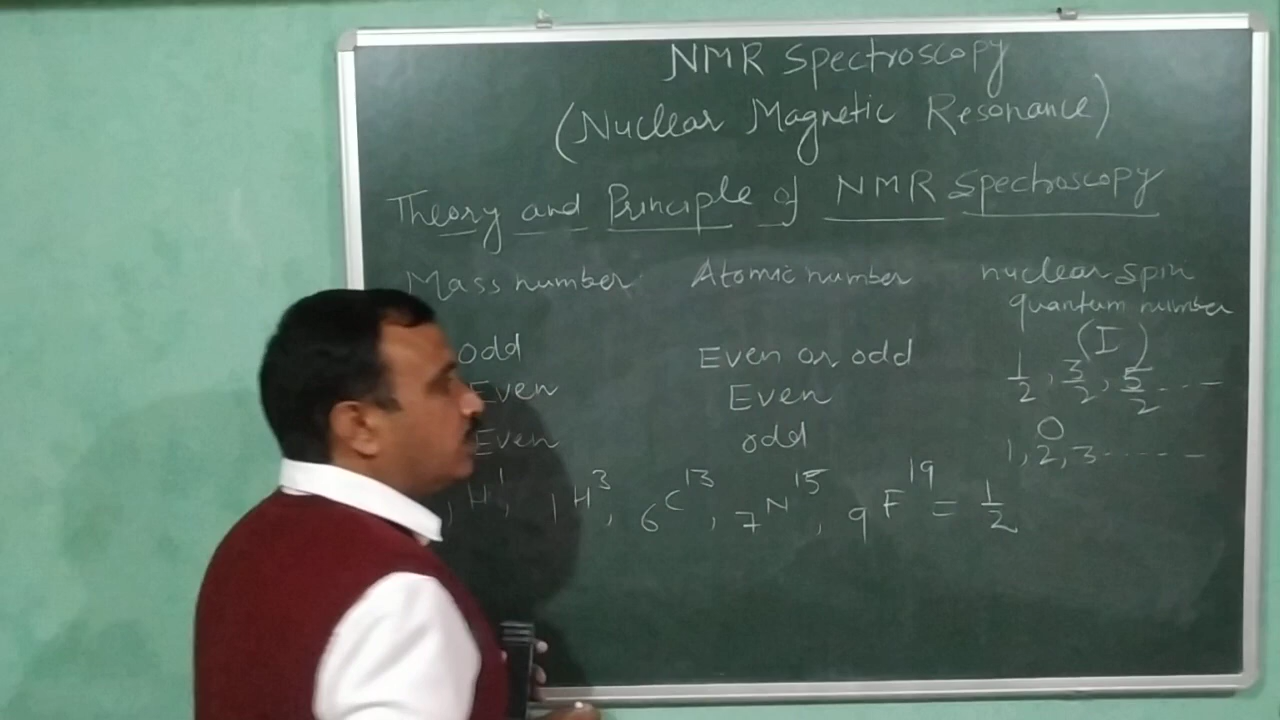 NMR Spectroscopy
(Nuclear Magnetic Resonance)
Theory and Principle of NMR Spectroscopy
Mass number Atomic number nuclear spin quantum number (I)
odd Even or odd 1/2, 3/2, 5/2 ----
Even Even 0
Even odd 1, 2, 3 ------
₁H¹, ₁H³, ₆C¹³, ₇N¹⁵, ₉F¹⁹ = 1/2